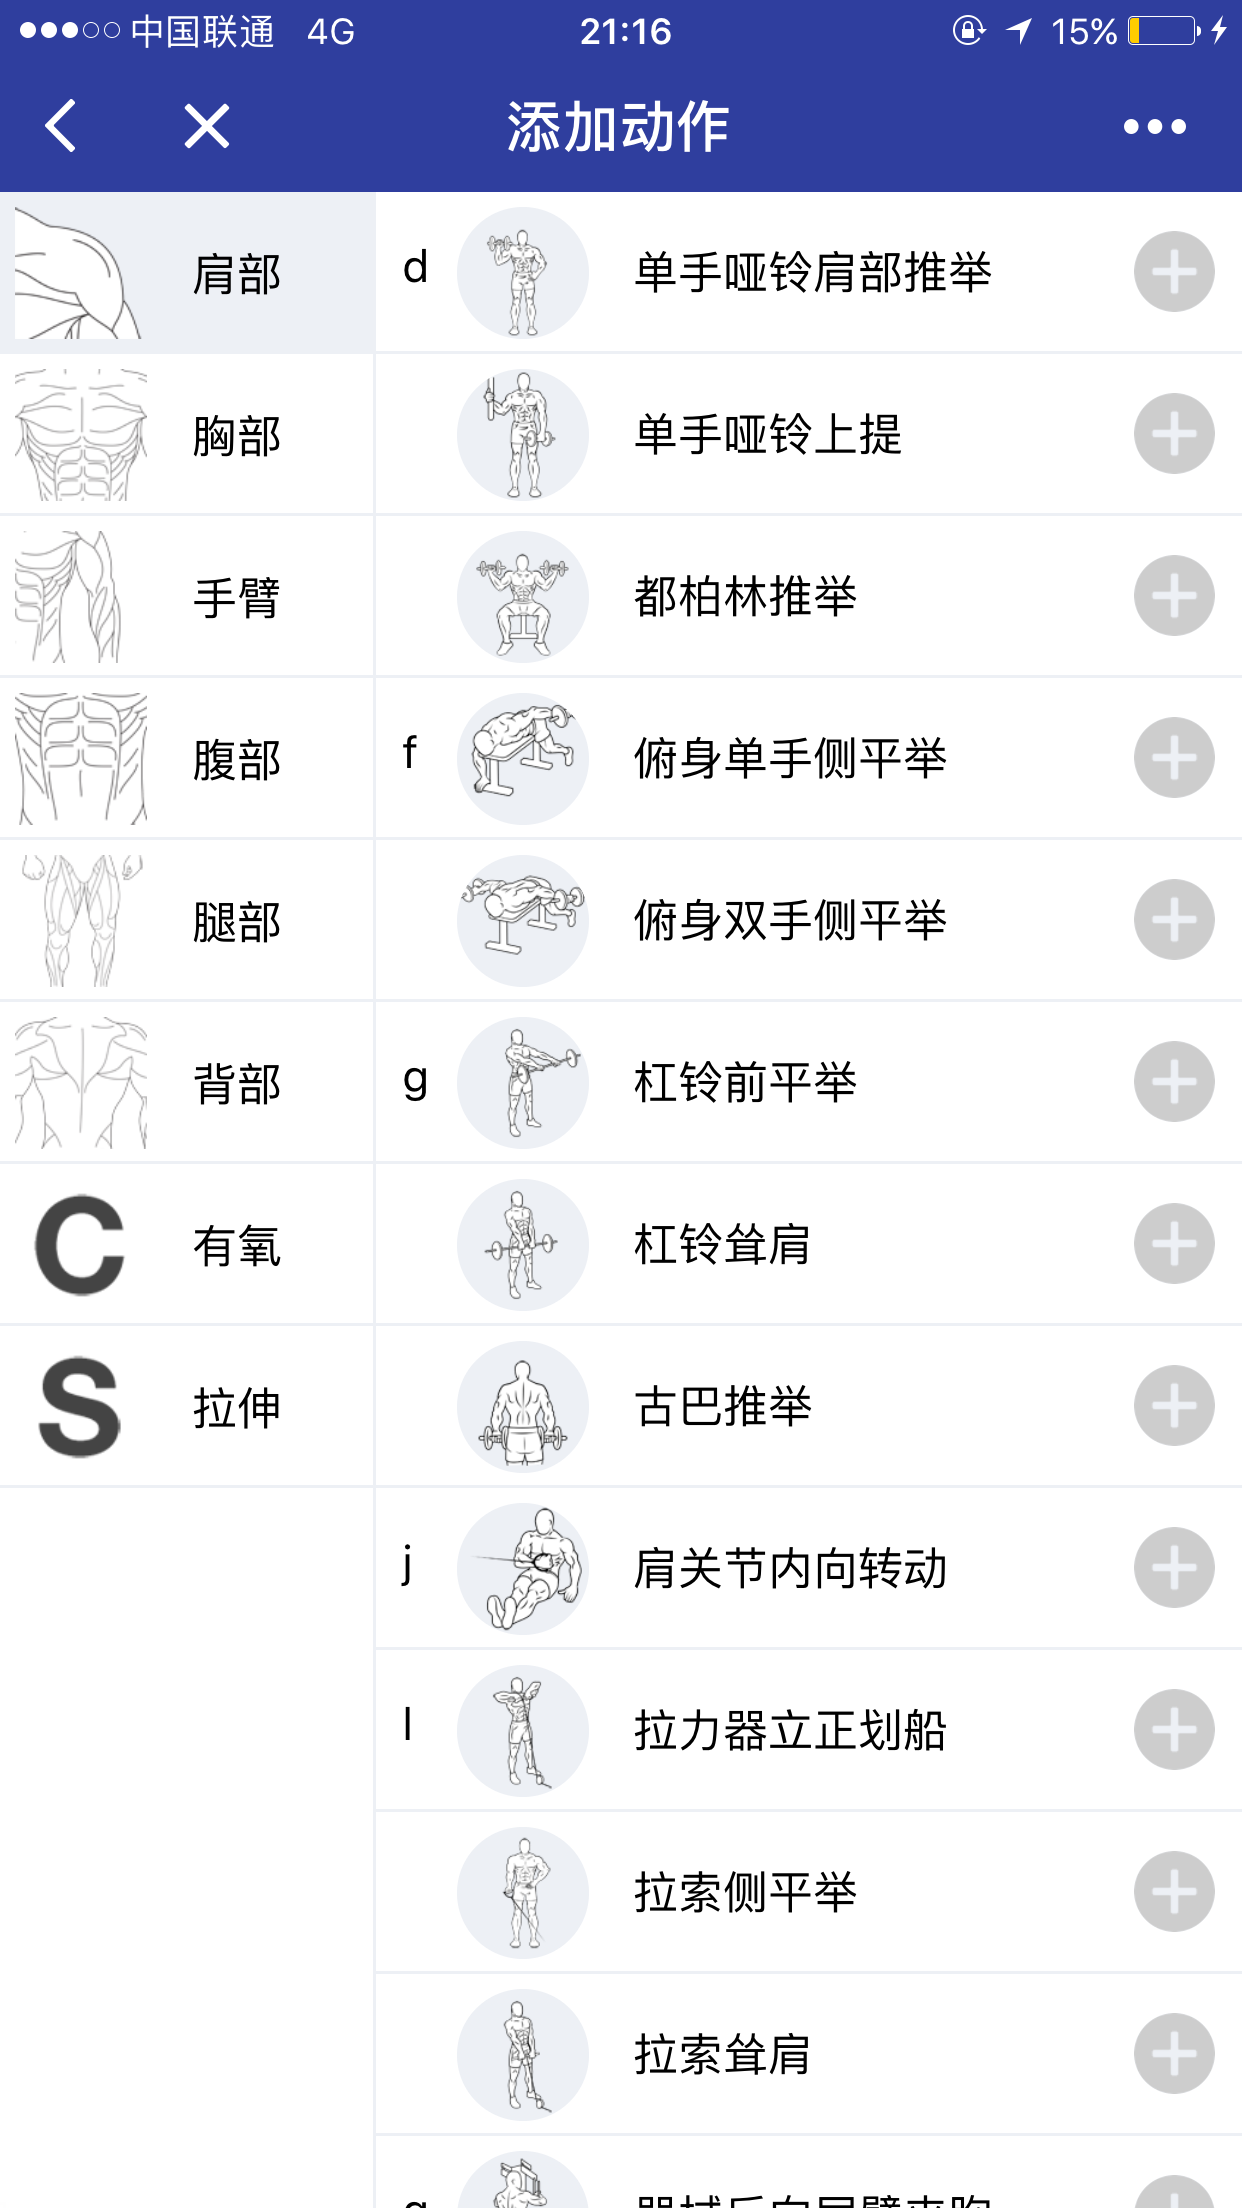 中国联通 4G 21:16 15%
添加动作
肩部
胸部
手臂
腹部
腿部
背部
C 有氧
S 拉伸
d 单手哑铃肩部推举
单手哑铃上提
都柏林推举
f 俯身单手侧平举
俯身双手侧平举
g 杠铃前平举
杠铃耸肩
古巴推举
j 肩关节内向转动
l 拉力器立正划船
拉索侧平举
拉索耸肩